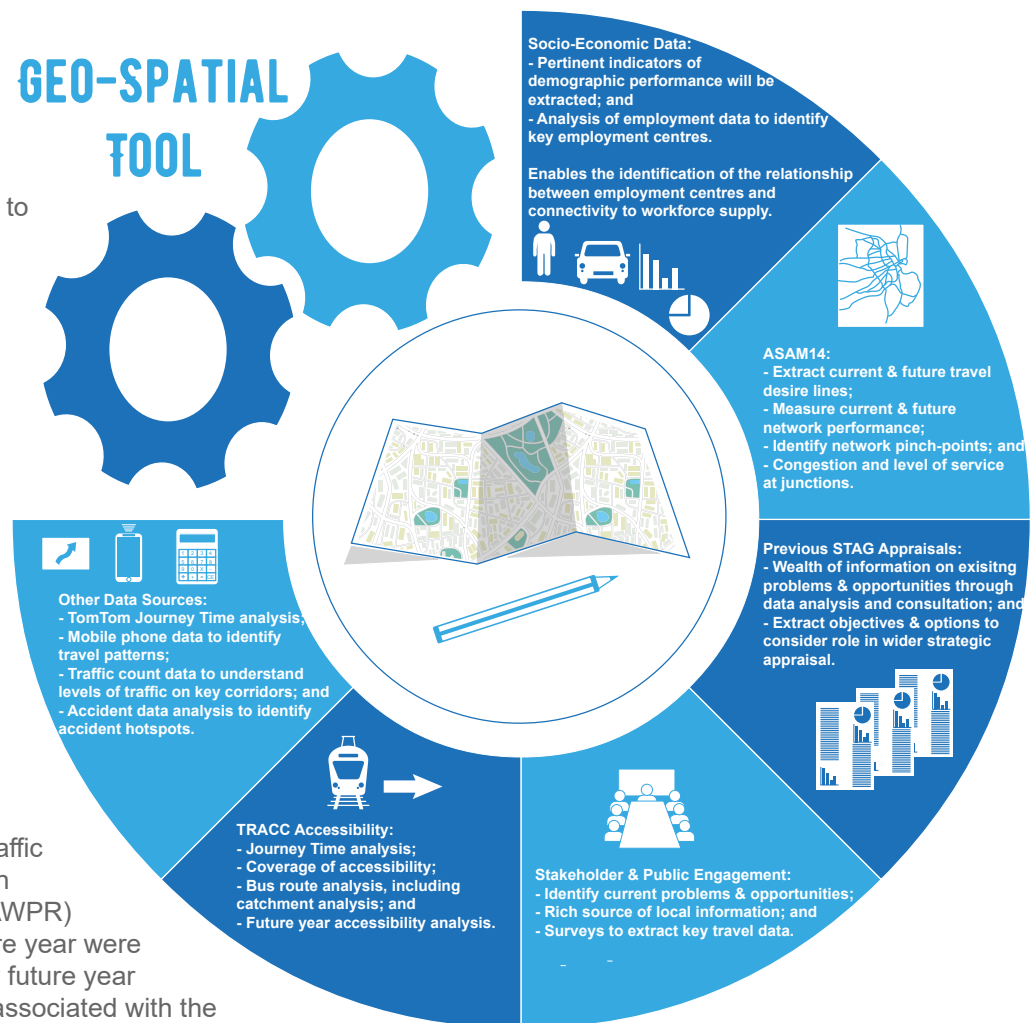 GEO-SPATIAL
TOOL
to
Socio-Economic Data:
- Pertinent indicators of
demographic performance will be
extracted; and
- Analysis of employment data to identify
key employment centres.
Enables the identification of the relationship
between employment centres and
connectivity to workforce supply.
ASAM14:
- Extract current & future travel
desire lines;
- Measure current & future
network performance;
- Identify network pinch-points; and
- Congestion and level of service
at junctions.
Previous STAG Appraisals:
- Wealth of information on exisitng
problems & opportunities through
data analysis and consultation; and
- Extract objectives & options to
consider role in wider strategic
appraisal.
Stakeholder & Public Engagement:
- Identify current problems & opportunities;
- Rich source of local information; and
- Surveys to extract key travel data.
TRACC Accessibility:
- Journey Time analysis;
- Coverage of accessibility;
- Bus route analysis, including
catchment analysis; and
- Future year accessibility analysis.
Other Data Sources:
- TomTom Journey Time analysis;
- Mobile phone data to identify
travel patterns;
- Traffic count data to understand
levels of traffic on key corridors; and
- Accident data analysis to identify
accident hotspots.
affic
WPR)
re year were
future year
associated with the